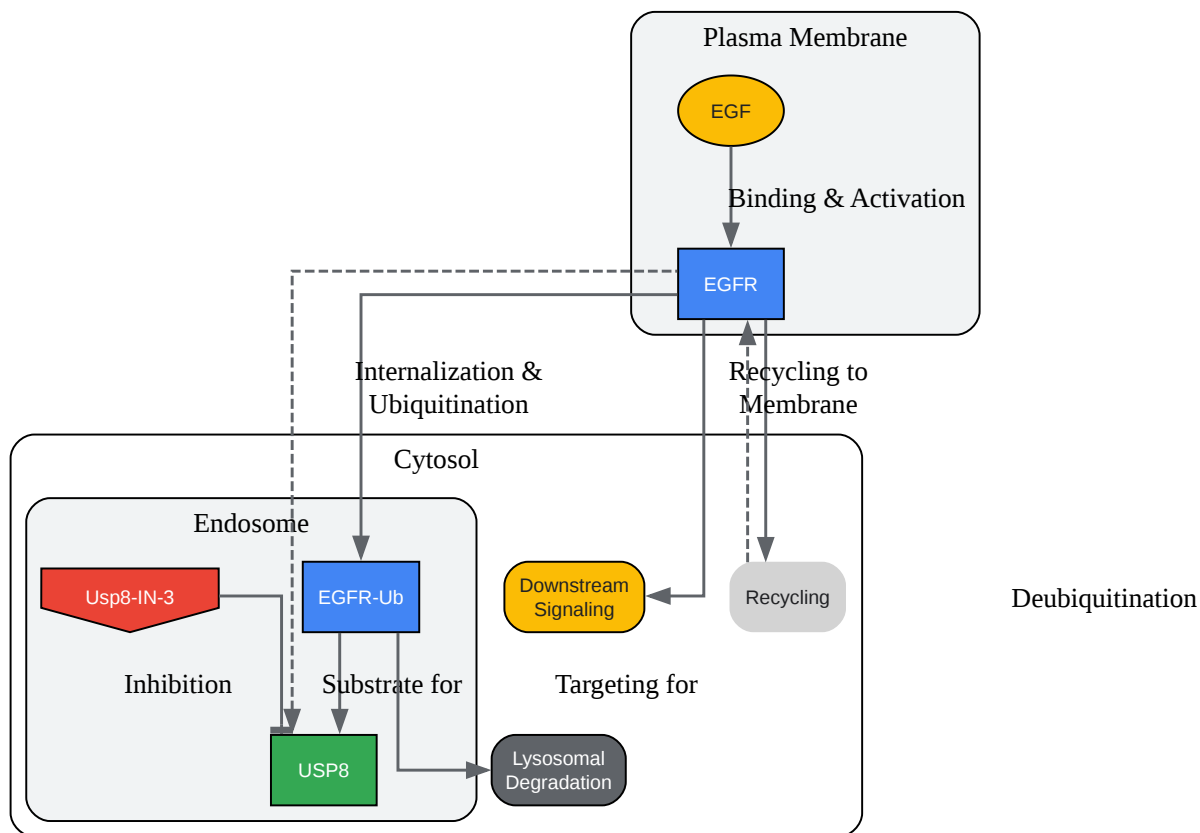 Plasma Membrane
EGF
Binding & Activation
EGFR
Internalization &
Ubiquitination
Recycling to
Membrane
Cytosol
Endosome
Usp8-IN-3
EGFR-Ub
Downstream
Signaling
Recycling
Deubiquitination
Inhibition
Substrate for
Targeting for
USP8
Lysosomal
Degradation